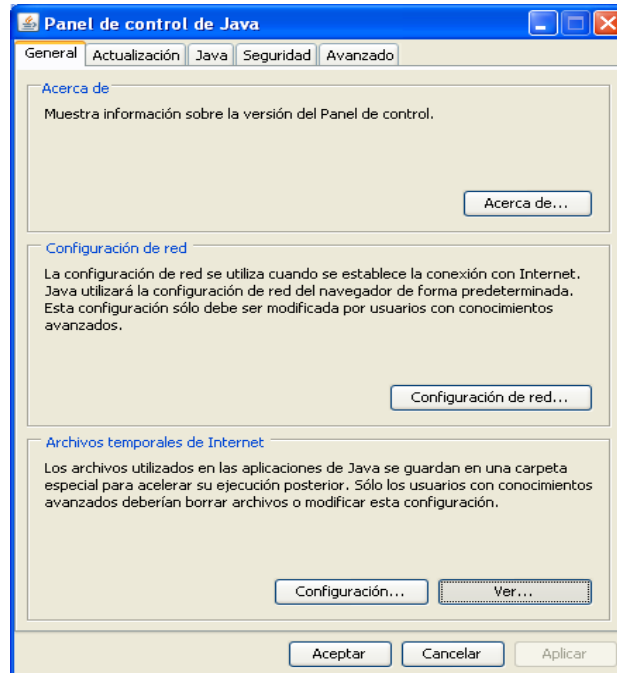 Panel de control de Java
General Actualización Java Seguridad Avanzado
Acerca de
Muestra información sobre la versión del Panel de control.
Acerca de...
Configuración de red
La configuración de red se utiliza cuando se establece la conexión con Internet.
Java utilizará la configuración de red del navegador de forma predeterminada.
Esta configuración sólo debe ser modificada por usuarios con conocimientos
avanzados.
Configuración de red...
Archivos temporales de Internet
Los archivos utilizados en las aplicaciones de Java se guardan en una carpeta
especial para acelerar su ejecución posterior. Sólo los usuarios con conocimientos
avanzados deberían borrar archivos o modificar esta configuración.
Configuración... Ver...
Aceptar Cancelar Aplicar